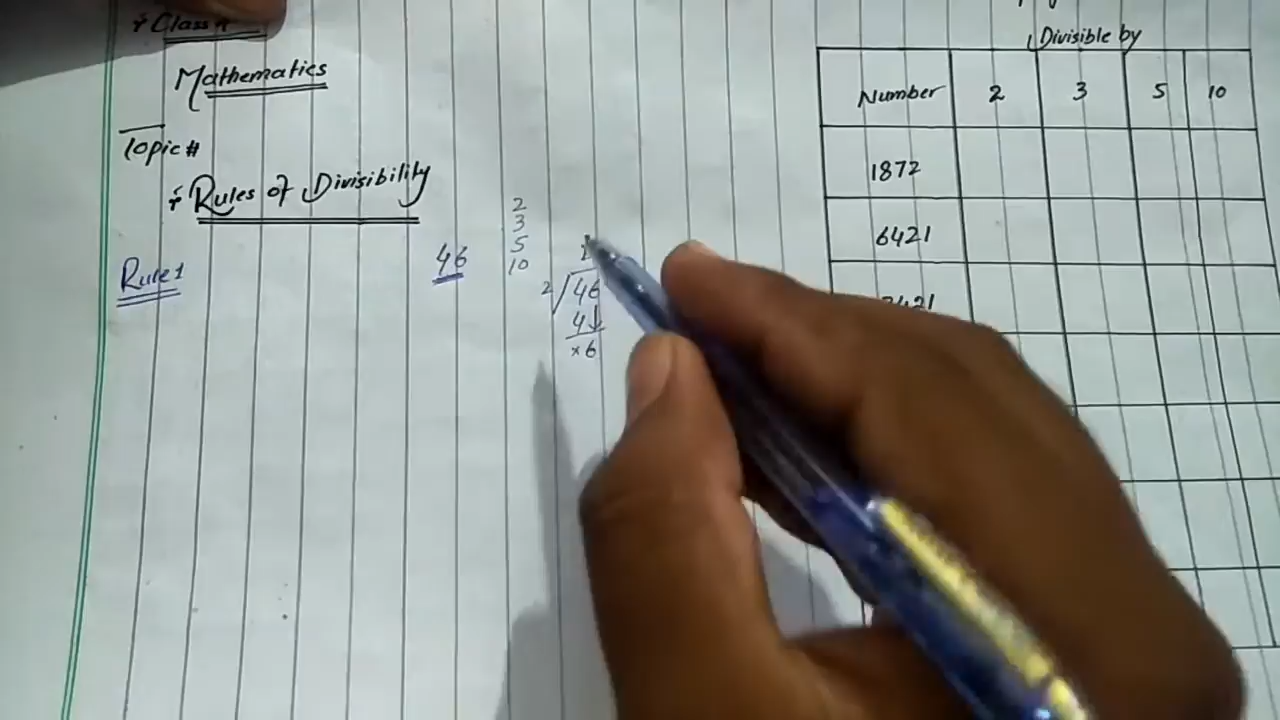 Class #
Mathematics
Topic #
Rules of Divisibility
Rule 1
46
2
3
5
10
2 46
4
×6
Divisible by
Number 2 3 5 10
1872
6421